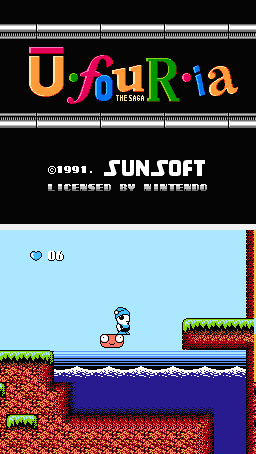 Ū·fouR·ia
THE SAGA
©1991. SUNSOFT
LICENSED BY NINTENDO
06